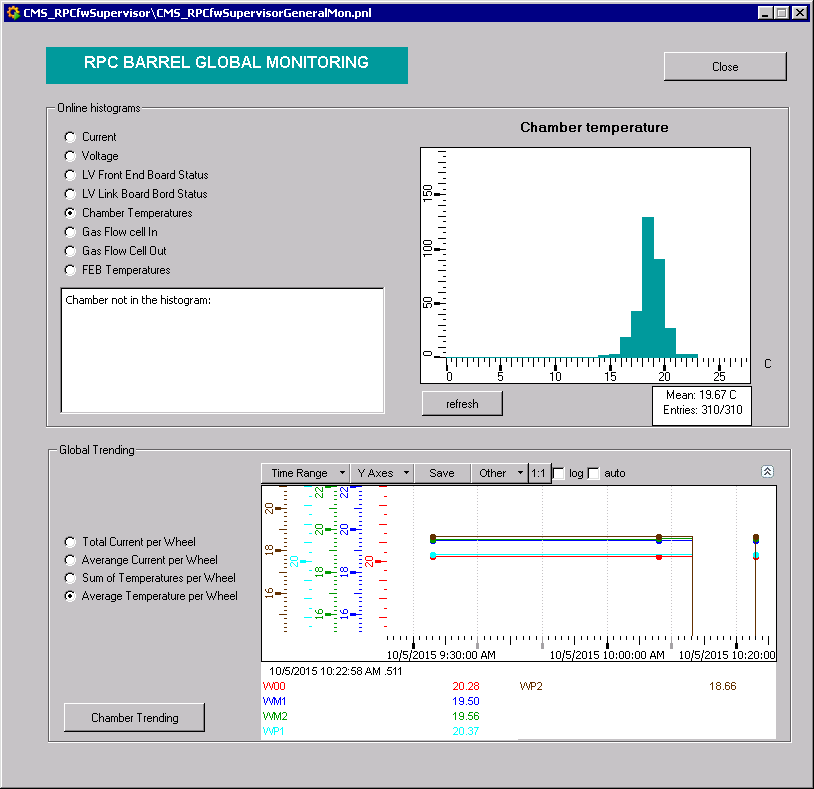 CMS_RPCfwSupervisor\CMS_RPCfwSupervisorGeneralMon.pnl
RPC BARREL GLOBAL MONITORING
Close
Online histograms
Current
Voltage
LV Front End Board Status
LV Link Board Bord Status
Chamber Temperatures
Gas Flow cell In
Gas Flow Cell Out
FEB Temperatures
Chamber not in the histogram:
Chamber temperature
150
100
50
0
0 5 10 15 20 25
C
refresh
Mean: 19.67 C
Entries: 310/310
Global Trending
Total Current per Wheel
Averange Current per Wheel
Sum of Temperatures per Wheel
Average Temperature per Wheel
Chamber Trending
Time Range Y Axes Save Other 1:1 log auto
20 18 16
20
22 20 18 16
22 20 18 16
20
10/5/2015 9:30:00 AM 10/5/2015 10:00:00 AM 10/5/2015 10:20:00
10/5/2015 10:22:58 AM .511
W00 20.28 WP2 18.66
WM1 19.50
WM2 19.56
WP1 20.37